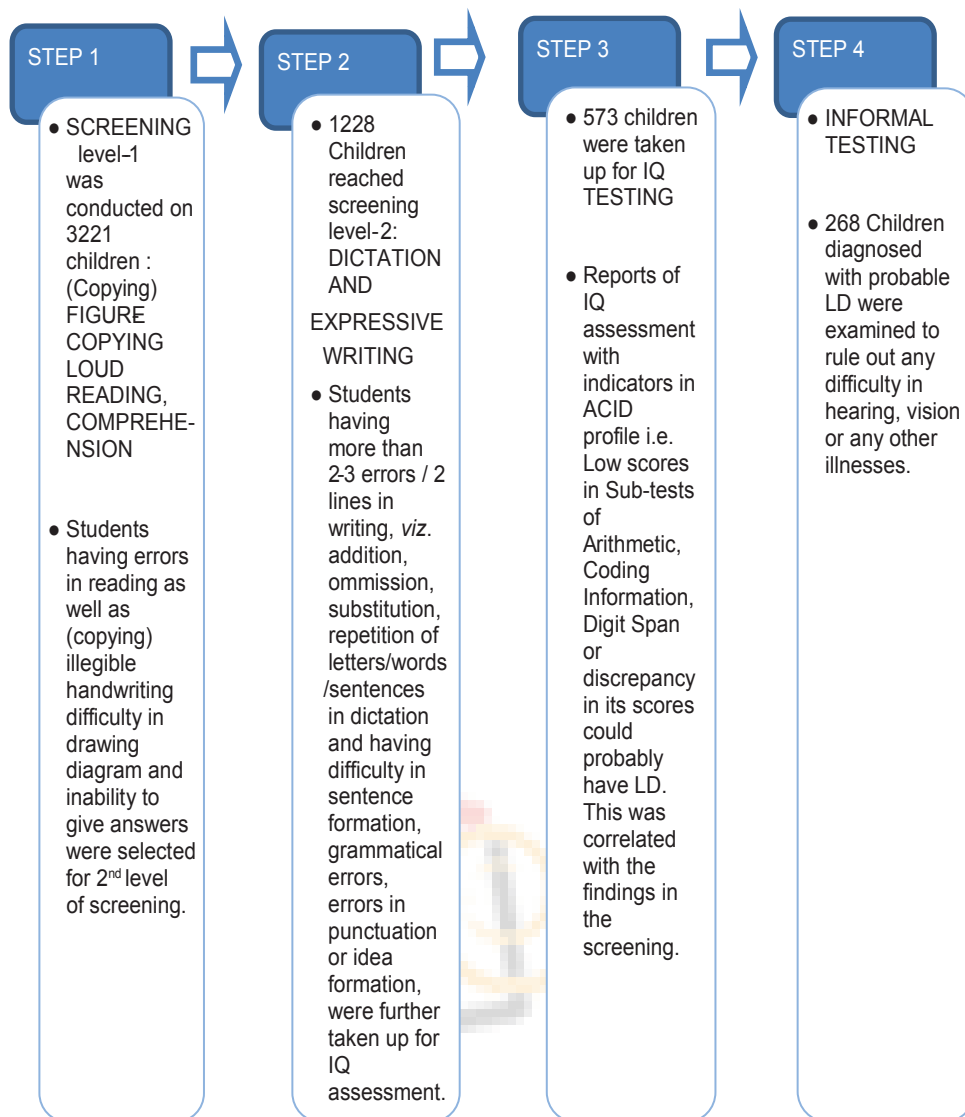 STEP 1
● SCREENING
level-1
was
conducted on
3221
children :
(Copying)
FIGURE
COPYING
LOUD
READING,
COMPREHE-
NSION
● Students
having errors
in reading as
well as
(copying)
illegible
handwriting
difficulty in
drawing
diagram and
inability to
give answers
were selected
for 2nd level
of screening.
STEP 2
● 1228
Children
reached
screening
level-2:
DICTATION
AND
EXPRESSIVE
WRITING
● Students
having
more than
2-3 errors / 2
lines in
writing, viz.
addition,
ommission,
substitution,
repetition of
letters/words
/sentences
in dictation
and having
difficulty in
sentence
formation,
grammatical
errors,
errors in
punctuation
or idea
formation,
were further
taken up for
IQ
assessment.
STEP 3
● 573 children
were taken
up for IQ
TESTING
● Reports of
IQ
assessment
with
indicators in
ACID
profile i.e.
Low scores
in Sub-tests
of
Arithmetic,
Coding
Information,
Digit Span
or
discrepancy
in its scores
could
probably
have LD.
This was
correlated
with the
findings in
the
screening.
STEP 4
● INFORMAL
TESTING
● 268 Children
diagnosed
with probable
LD were
examined to
rule out any
difficulty in
hearing, vision
or any other
illnesses.